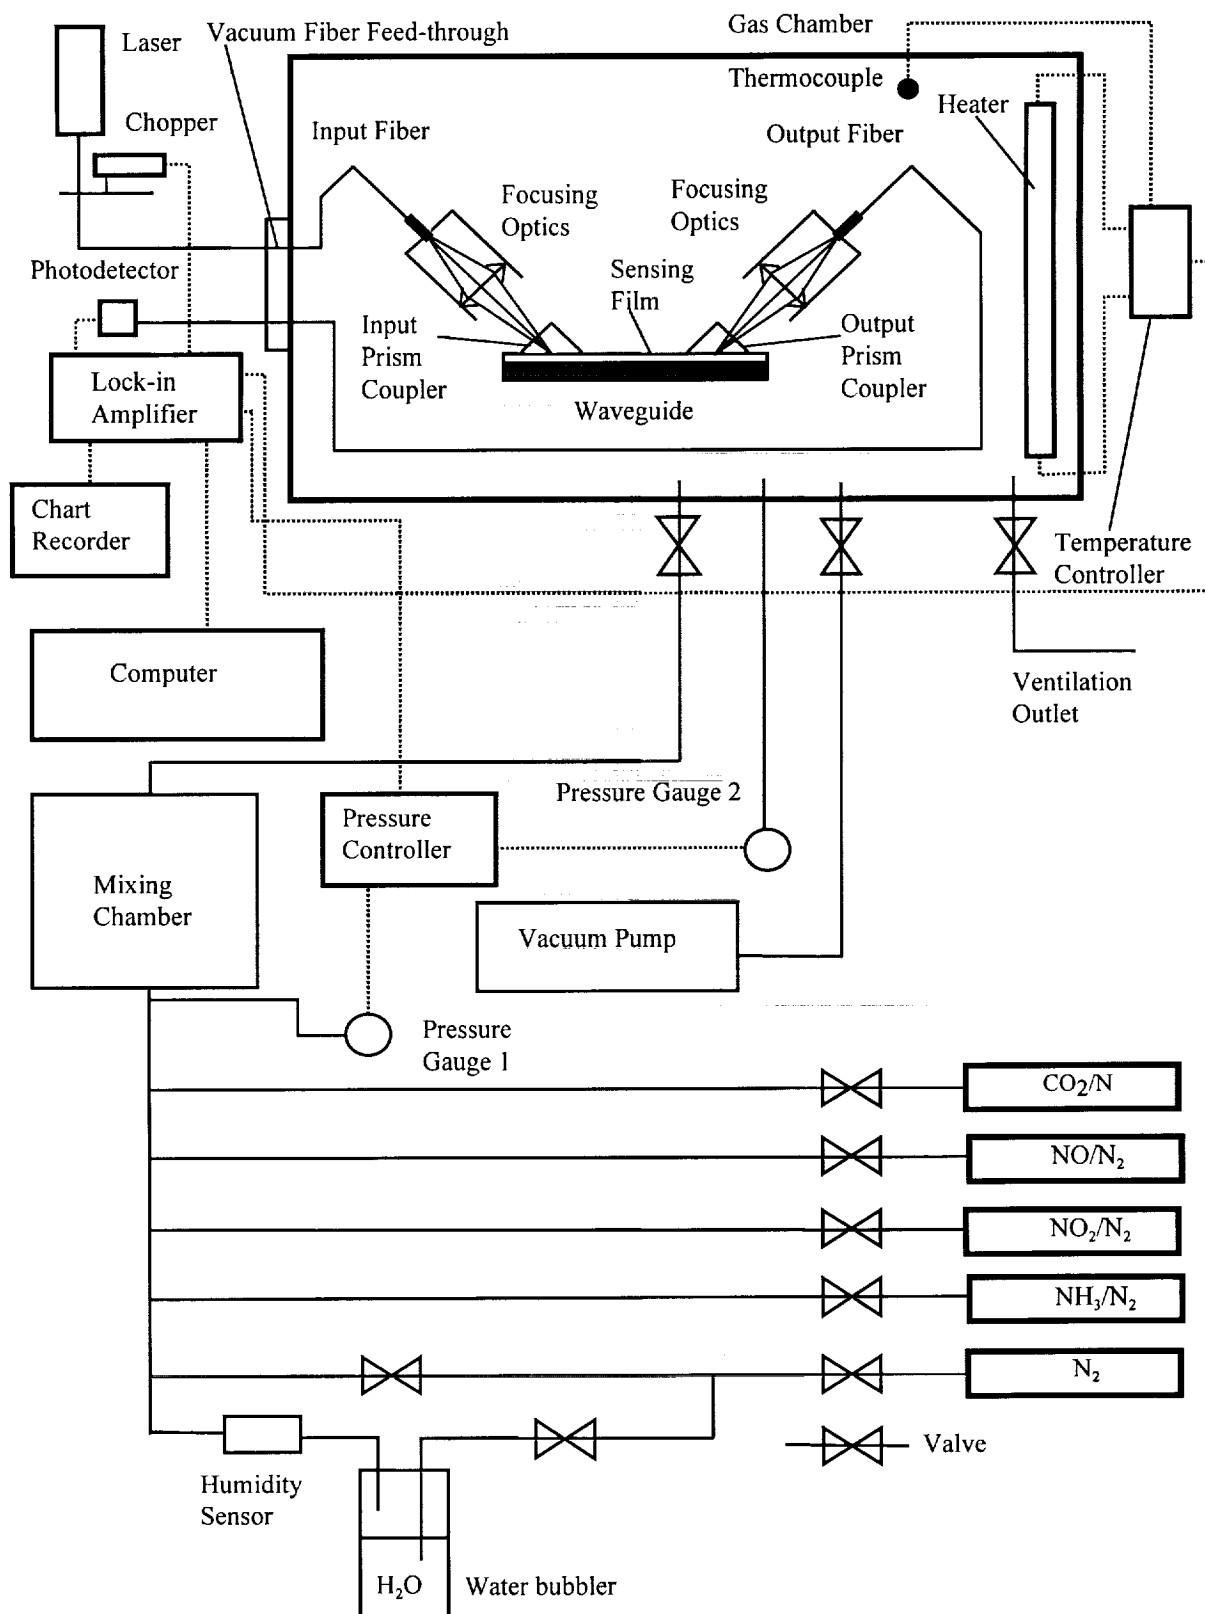 Laser
Vacuum Fiber Feed-through
Gas Chamber
Thermocouple
Chopper
Heater
Input Fiber
Output Fiber
Focusing
Optics
Focusing
Optics
Photodetector
Sensing
Film
Input
Prism
Coupler
Output
Prism
Coupler
Lock-in
Amplifier
Waveguide
Chart
Recorder
Temperature
Controller
Computer
Ventilation
Outlet
Pressure Gauge 2
Pressure
Controller
Mixing
Chamber
Vacuum Pump
Pressure
Gauge 1
CO₂/N
NO/N₂
NO₂/N₂
NH₃/N₂
N₂
Valve
Humidity
Sensor
H₂O
Water bubbler